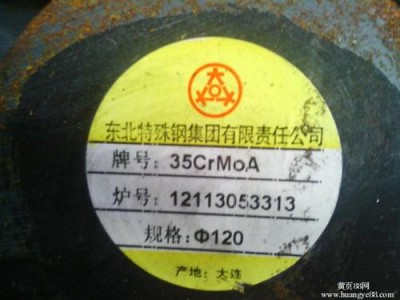 东北特殊钢集团有限责任公司
牌号: 35CrMoA
炉号: 12113053313
规格: Φ120
产地: 大连
黄页88网
www.huangye88.com